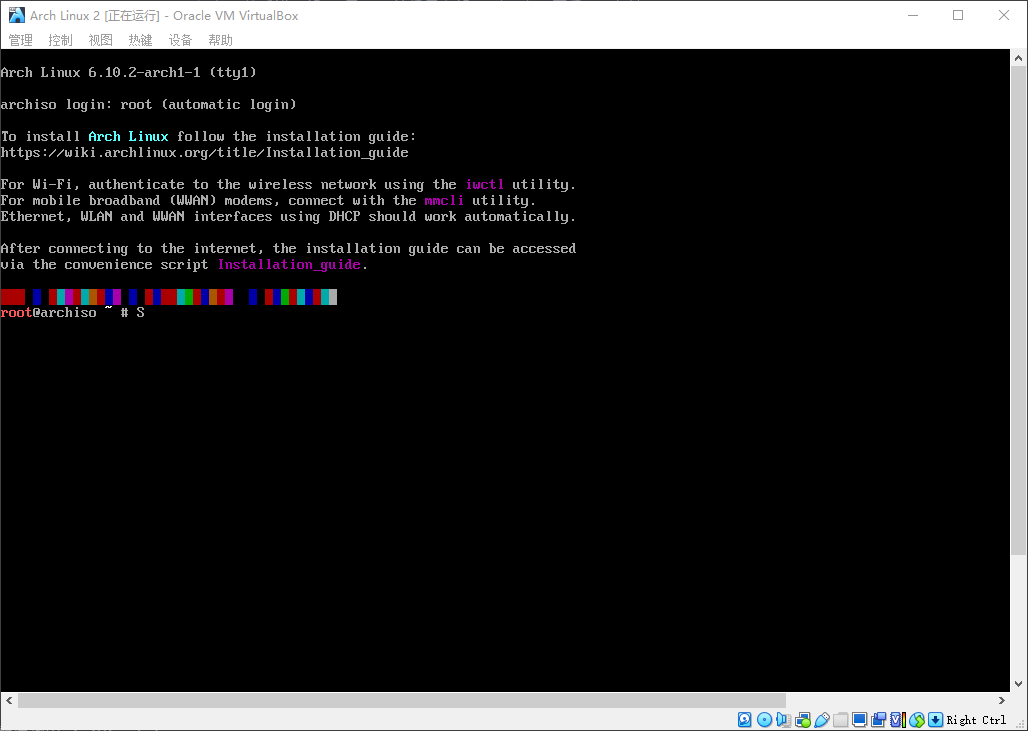 Arch Linux 2 [正在运行] - Oracle VM VirtualBox
管理 控制 视图 热键 设备 帮助
Arch Linux 6.10.2-arch1-1 (tty1)
archiso login: root (automatic login)
To install Arch Linux follow the installation guide:
https://wiki.archlinux.org/title/Installation_guide
For Wi-Fi, authenticate to the wireless network using the iwctl utility.
For mobile broadband (WWAN) modems, connect with the mmcli utility.
Ethernet, WLAN and WWAN interfaces using DHCP should work automatically.
After connecting to the internet, the installation guide can be accessed
via the convenience script Installation_guide.
root@archiso ~ # S
Right Ctrl